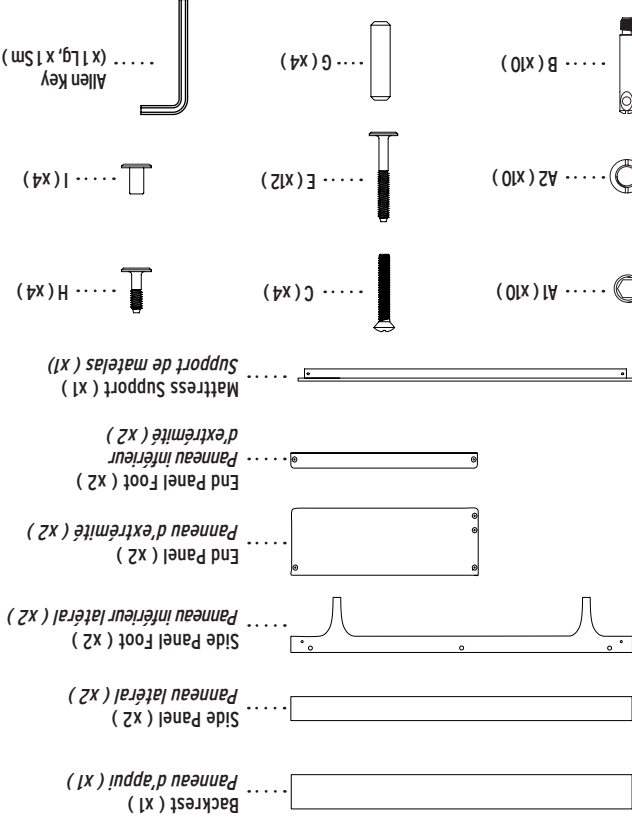 Backrest ( x1 )
Panneau d'appui ( x1 )
Side Panel ( x2 )
Panneau latéral ( x2 )
Side Panel Foot ( x2 )
Panneau inférieur latéral ( x2 )
End Panel ( x2 )
Panneau d'extrémité ( x2 )
End Panel Foot ( x2 )
Panneau inférieur
d'extrémité ( x2 )
Mattress Support ( x1 )
Support de matelas ( x1)
A1 ( x10 )
C ( x4 )
H ( x4 )
A2 ( x10 )
E ( x12 )
I ( x4 )
B ( x10 )
G ( x4 )
Allen Key
(x 1 Lg, x 1 Sm )